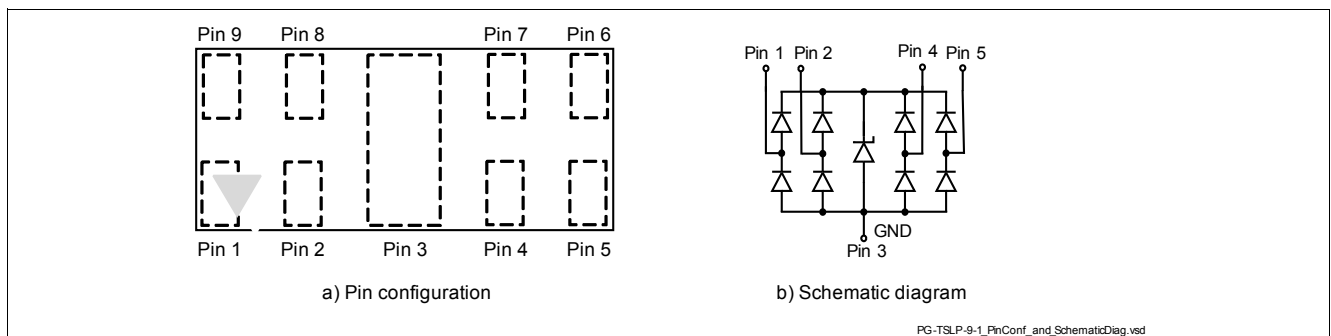 Pin 9 Pin 8 Pin 7 Pin 6
Pin 1 Pin 2 Pin 3 Pin 4 Pin 5
a) Pin configuration
Pin 1 Pin 2 Pin 4 Pin 5
GND
Pin 3
b) Schematic diagram
PG-TSLP-9-1_PinConf_and_SchematicDiag.vsd